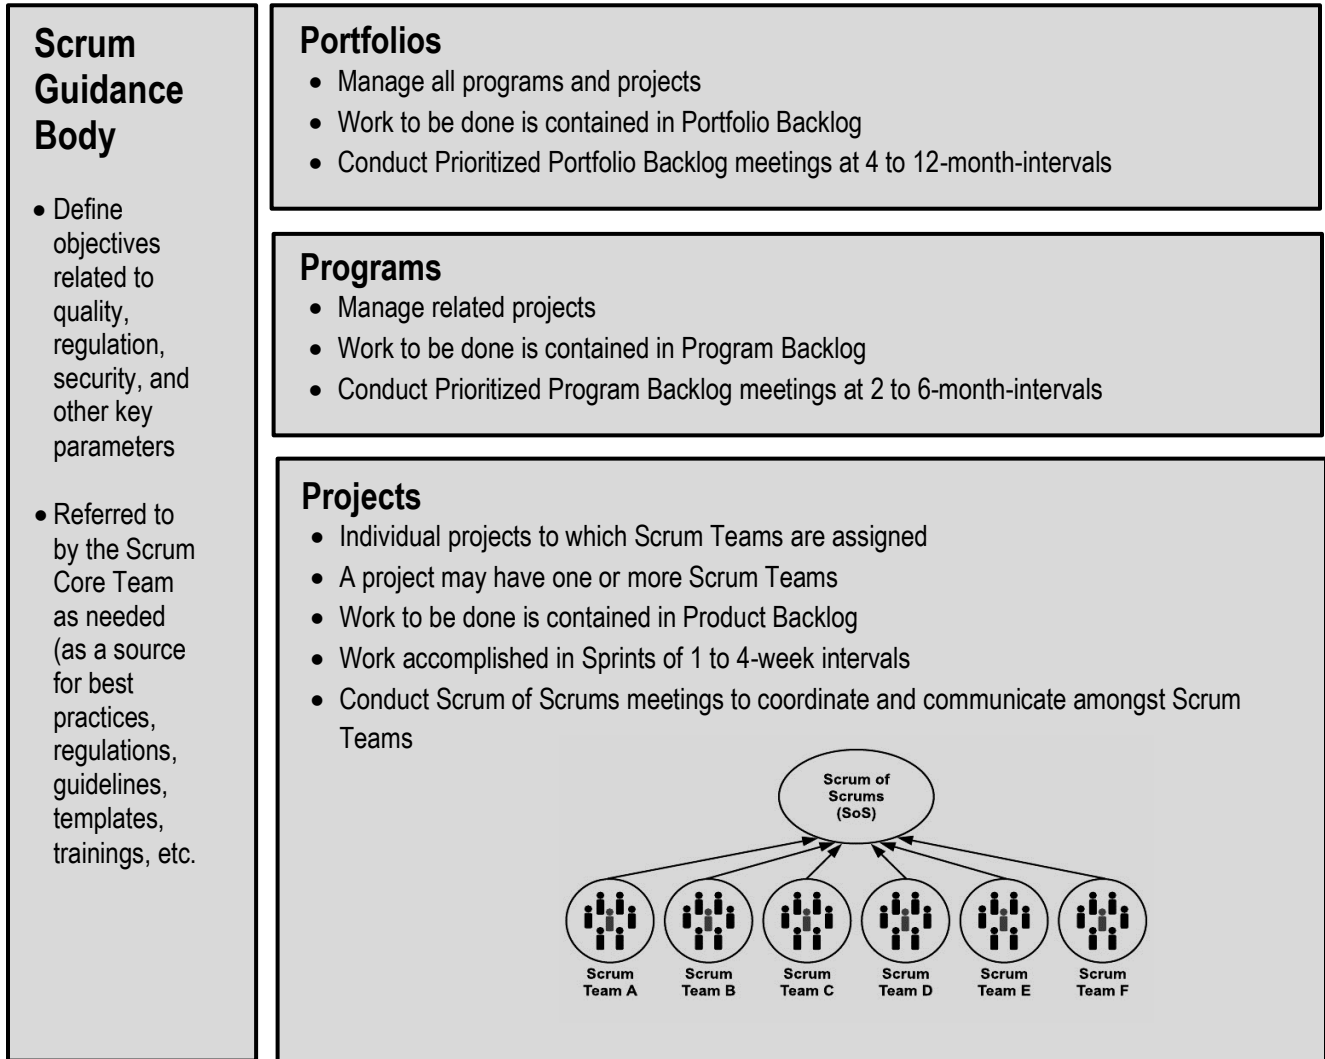 Scrum
Guidance
Body
• Define
objectives
related to
quality,
regulation,
security, and
other key
parameters
• Referred to
by the Scrum
Core Team
as needed
(as a source
for best
practices,
regulations,
guidelines,
templates,
trainings, etc.
Portfolios
• Manage all programs and projects
• Work to be done is contained in Portfolio Backlog
• Conduct Prioritized Portfolio Backlog meetings at 4 to 12-month-intervals
Programs
• Manage related projects
• Work to be done is contained in Program Backlog
• Conduct Prioritized Program Backlog meetings at 2 to 6-month-intervals
Projects
• Individual projects to which Scrum Teams are assigned
• A project may have one or more Scrum Teams
• Work to be done is contained in Product Backlog
• Work accomplished in Sprints of 1 to 4-week intervals
• Conduct Scrum of Scrums meetings to coordinate and communicate amongst Scrum
Teams
Scrum of
Scrums
(SoS)
Scrum
Team A
Scrum
Team B
Scrum
Team C
Scrum
Team D
Scrum
Team E
Scrum
Team F